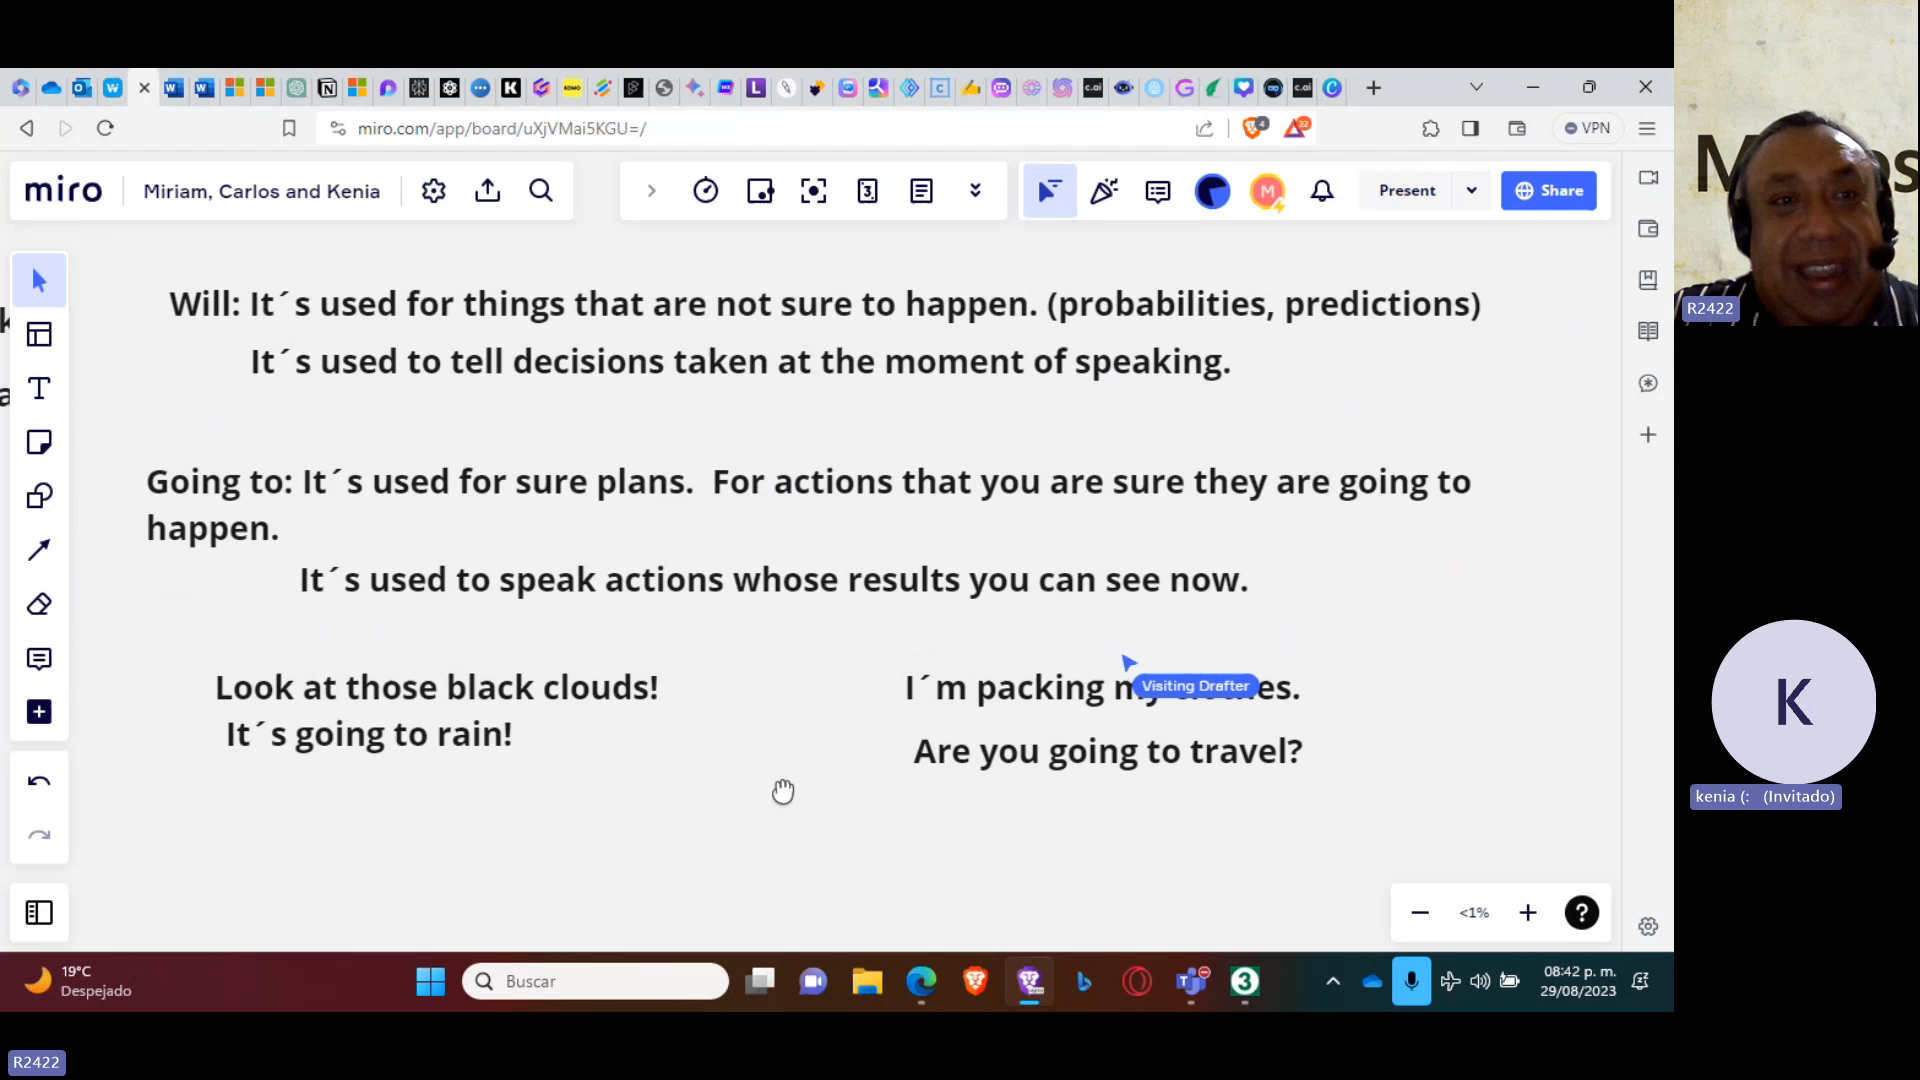 miro.com/app/board/uXjVMai5KGU=/
4
22
VPN
miro
Miriam, Carlos and Kenia
3
M
Present
Share
Will: It´s used for things that are not sure to happen. (probabilities, predictions)
It´s used to tell decisions taken at the moment of speaking.
Going to: It´s used for sure plans.  For actions that you are sure they are going to
happen.
It´s used to speak actions whose results you can see now.
Look at those black clouds!
It´s going to rain!
I´m packing
Visiting Drafter
Are you going to travel?
<1%
?
19°C
Despejado
Buscar
3
08:42 p. m.
29/08/2023
R2422
K
kenia (:   (Invitado)
R2422